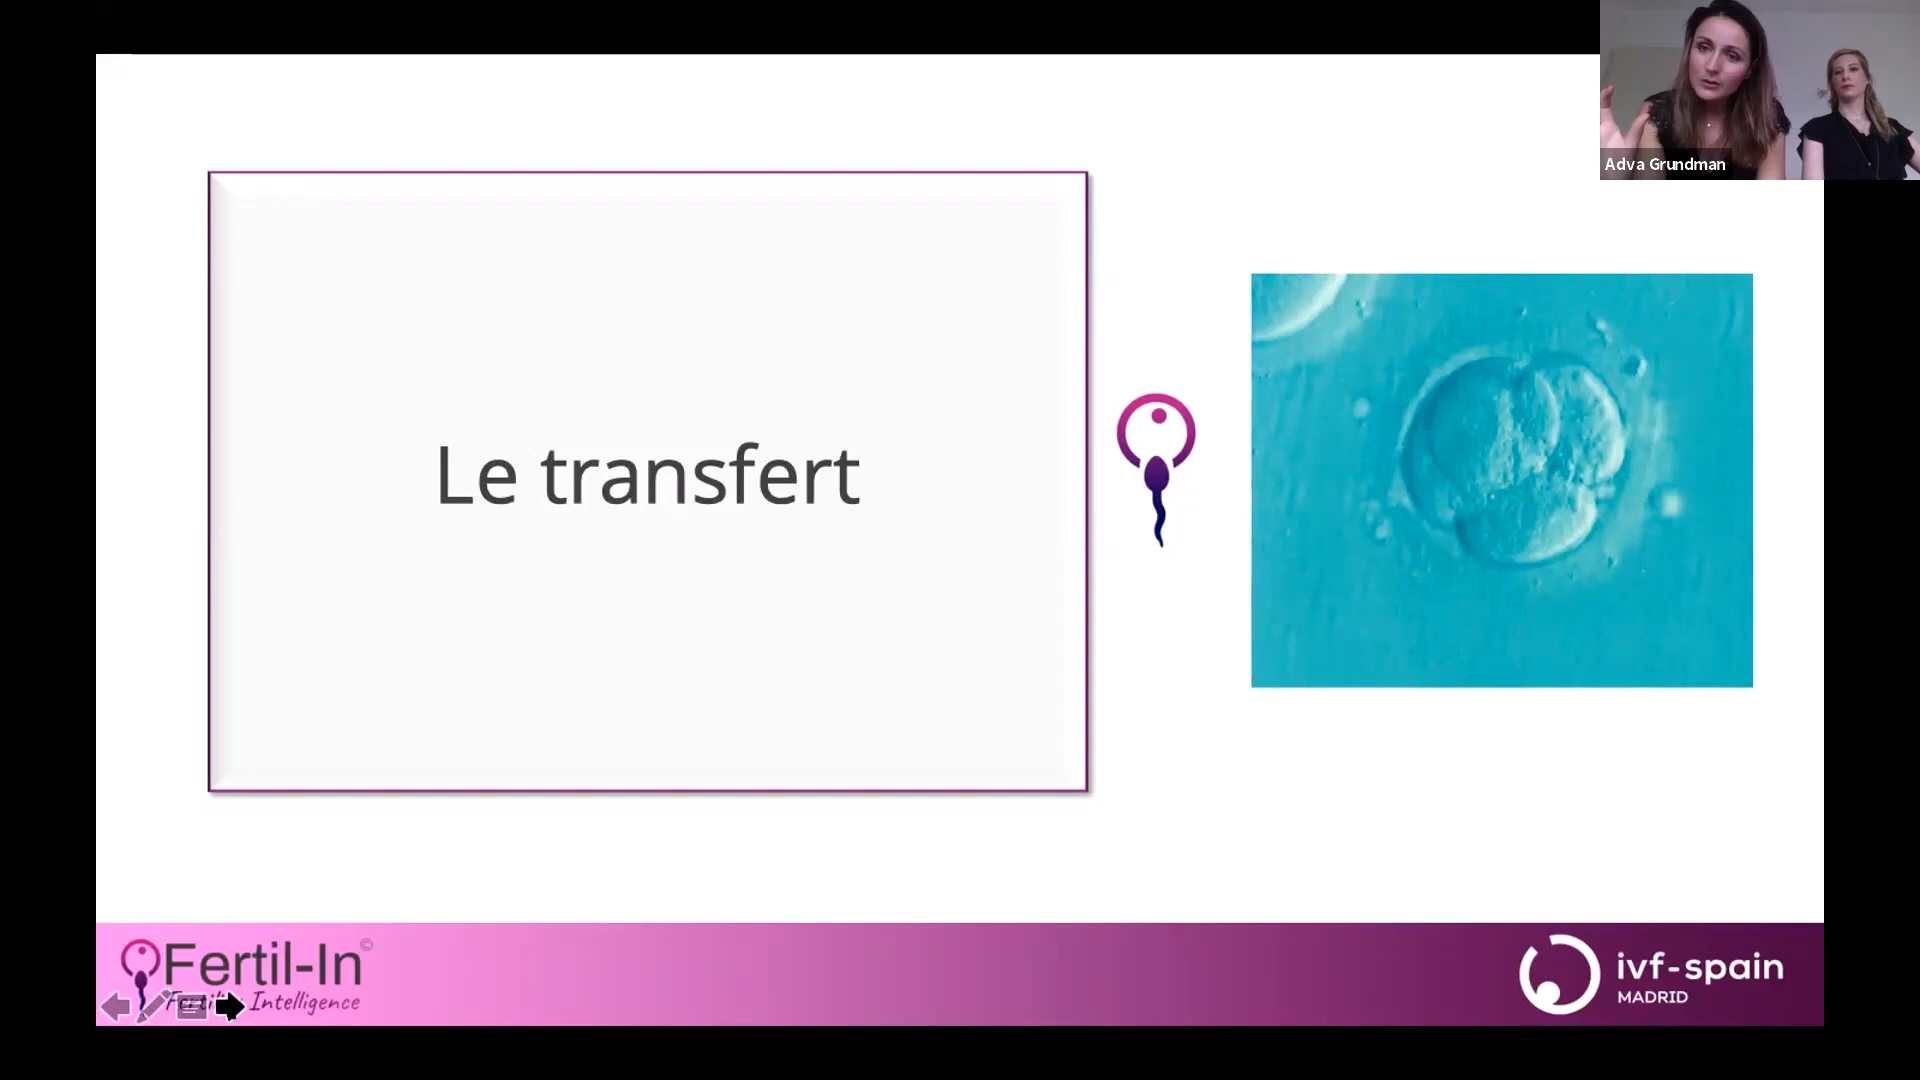 Adva Grundman
Le transfert
Fertil-In©
Intelligence
ivf-spain
MADRID